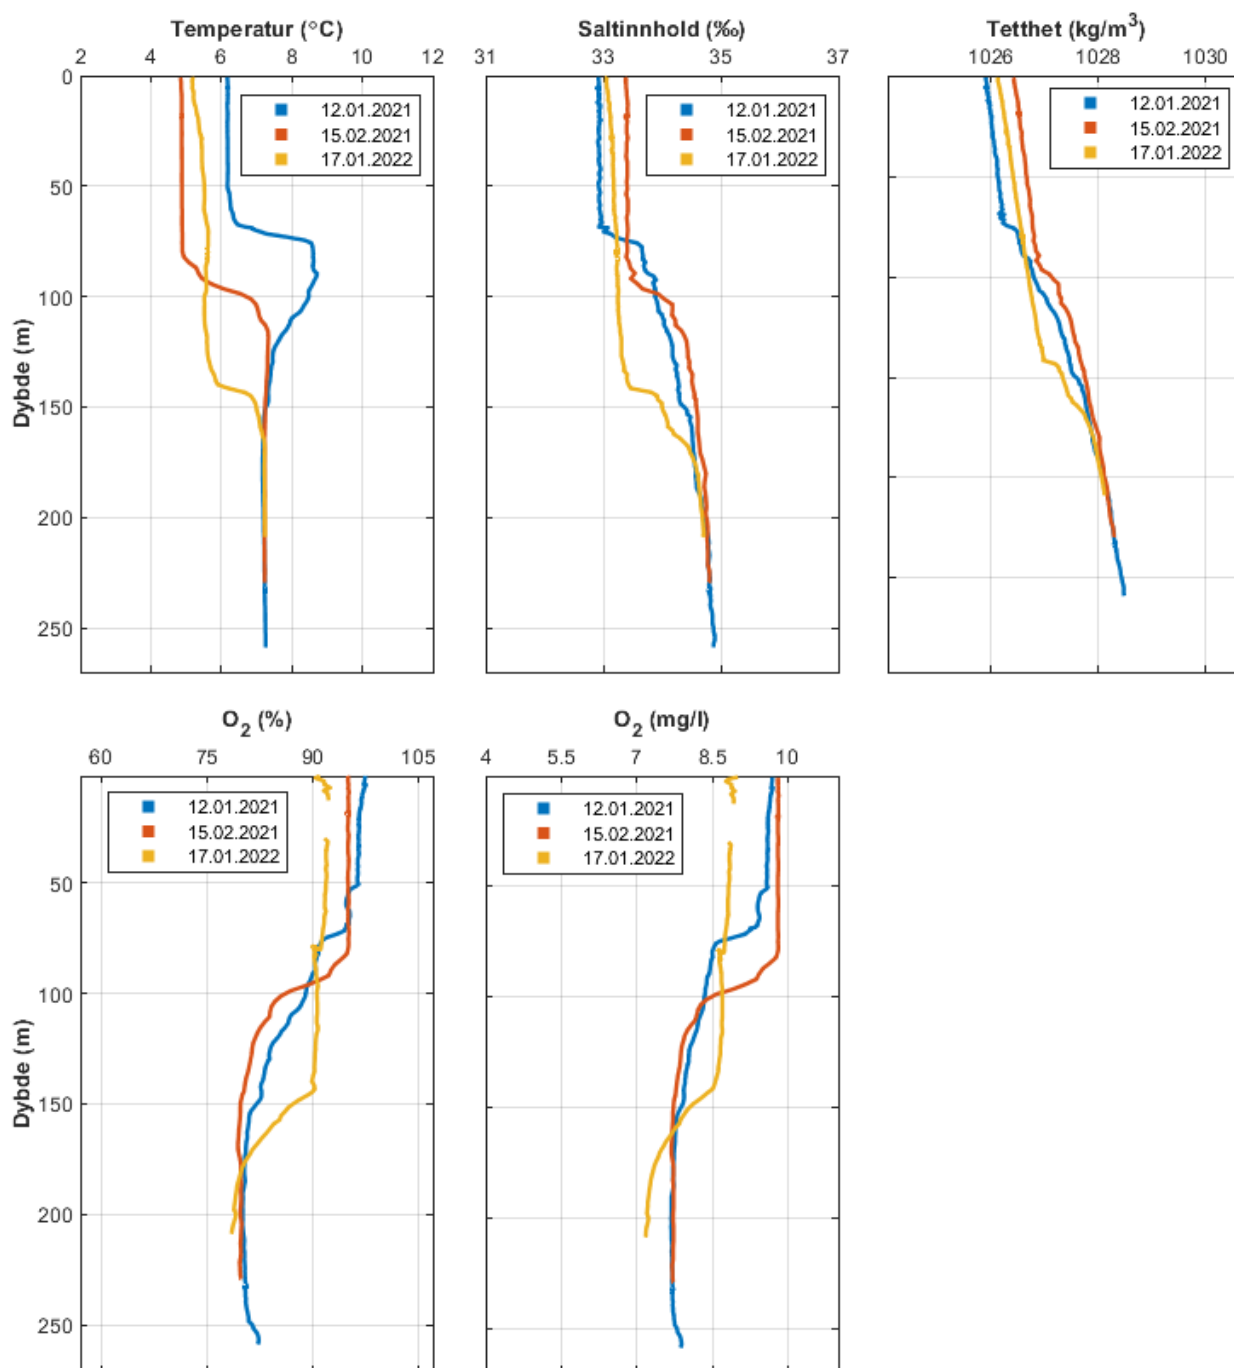 Temperatur (°C)
2 4 6 8 10 12
0
50
100
150
200
250
Dybde (m)
12.01.2021
15.02.2021
17.01.2022
Saltinnhold (‰)
31 33 35 37
12.01.2021
15.02.2021
17.01.2022
Tetthet (kg/m³)
1026 1028 1030
12.01.2021
15.02.2021
17.01.2022
O₂ (%)
60 75 90 105
50
100
150
200
250
Dybde (m)
12.01.2021
15.02.2021
17.01.2022
O₂ (mg/l)
4 5.5 7 8.5 10
12.01.2021
15.02.2021
17.01.2022